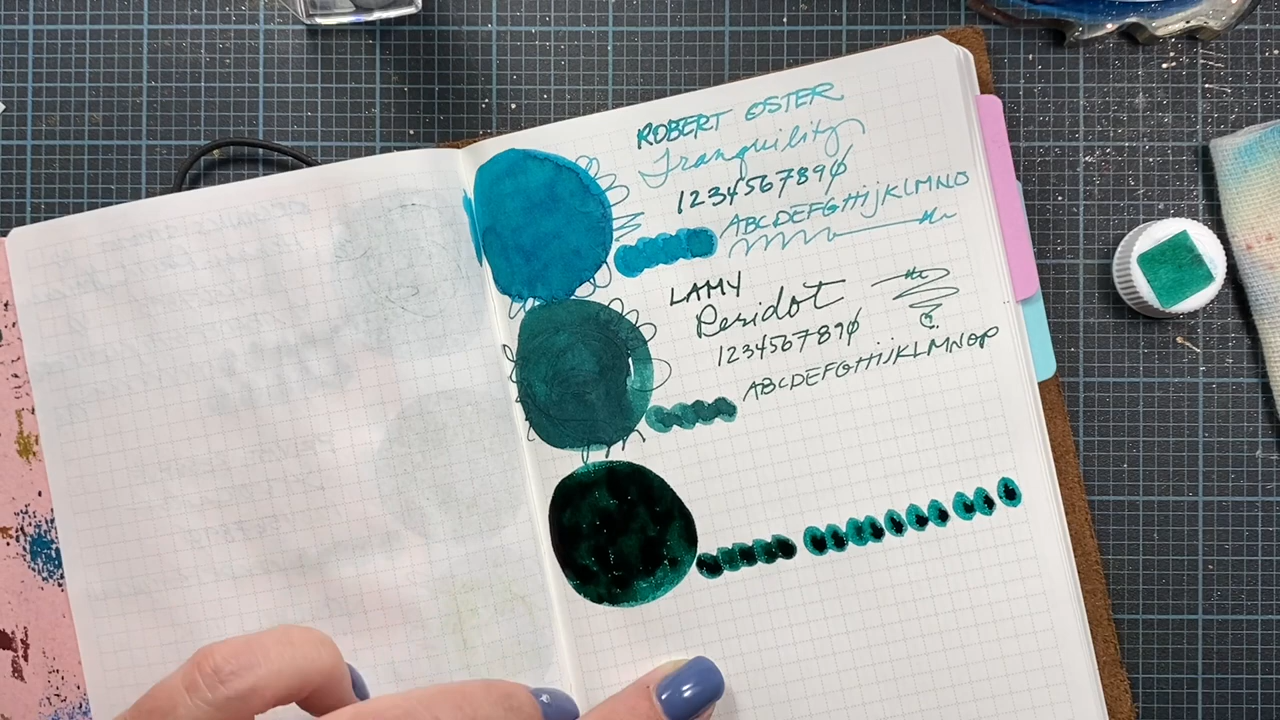 ROBERT OSTER
Tranquility
1234567890
ABCDEFGHIJKLMNO
LAMY
Peridot
1234567890
ABCDEFGHIJKLMNOP